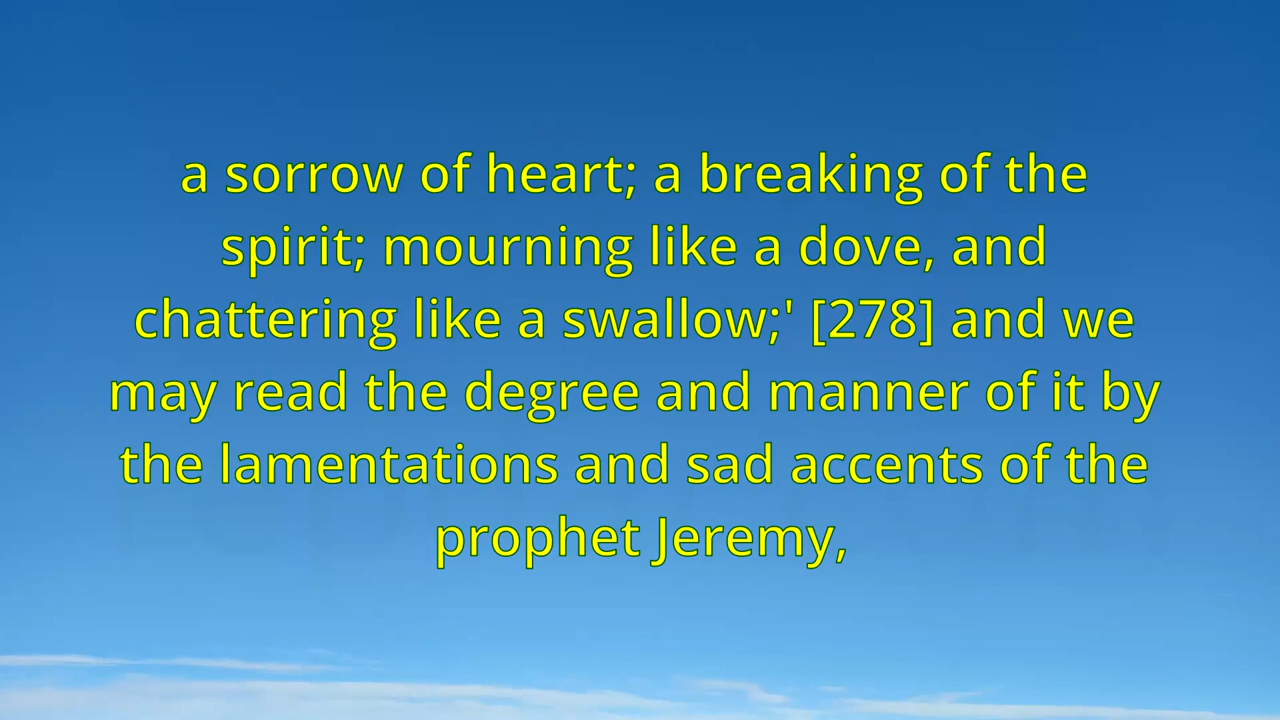 a sorrow of heart; a breaking of the
spirit; mourning like a dove, and
chattering like a swallow;' [278] and we
may read the degree and manner of it by
the lamentations and sad accents of the
prophet Jeremy,